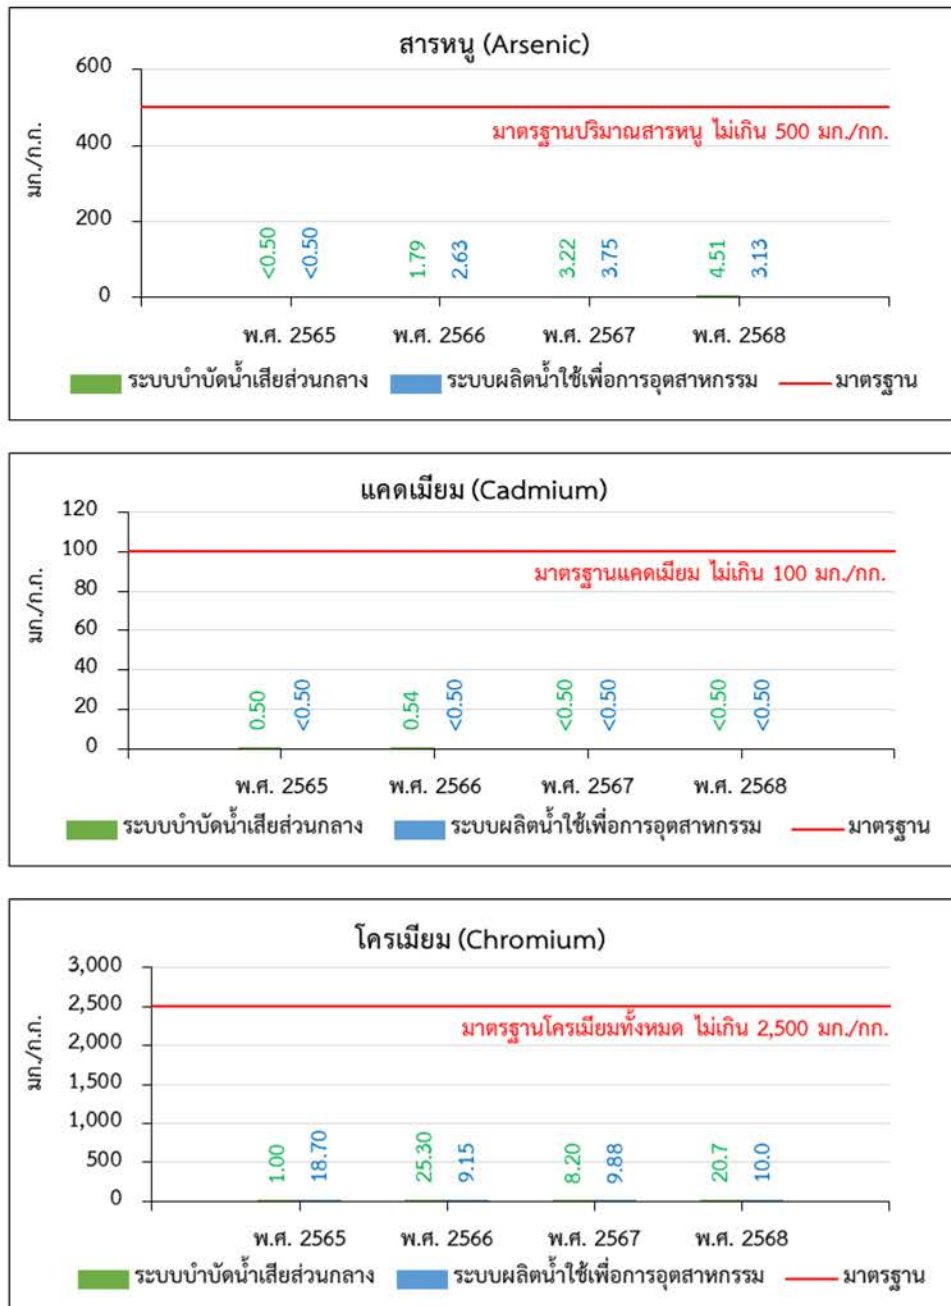 สารหนู (Arsenic)
มก./ก.ก.
600
400
200
0
มาตรฐานปริมาณสารหนู ไม่เกิน 500 มก./กก.
<0.50
<0.50
1.79
2.63
3.22
3.75
4.51
3.13
พ.ศ. 2565 พ.ศ. 2566 พ.ศ. 2567 พ.ศ. 2568
ระบบบำบัดน้ำเสียส่วนกลาง ระบบผลิตน้ำใช้เพื่อการอุตสาหกรรม มาตรฐาน
แคดเมียม (Cadmium)
มก./ก.ก.
120
100
80
60
40
20
0
มาตรฐานแคดเมียม ไม่เกิน 100 มก./กก.
0.50
<0.50
0.54
<0.50
<0.50
<0.50
<0.50
<0.50
พ.ศ. 2565 พ.ศ. 2566 พ.ศ. 2567 พ.ศ. 2568
ระบบบำบัดน้ำเสียส่วนกลาง ระบบผลิตน้ำใช้เพื่อการอุตสาหกรรม มาตรฐาน
โครเมียม (Chromium)
มก./ก.ก.
3,000
2,500
2,000
1,500
1,000
500
0
มาตรฐานโครเมียมทั้งหมด ไม่เกิน 2,500 มก./กก.
1.00
18.70
25.30
9.15
8.20
9.88
20.7
10.0
พ.ศ. 2565 พ.ศ. 2566 พ.ศ. 2567 พ.ศ. 2568
ระบบบำบัดน้ำเสียส่วนกลาง ระบบผลิตน้ำใช้เพื่อการอุตสาหกรรม มาตรฐาน